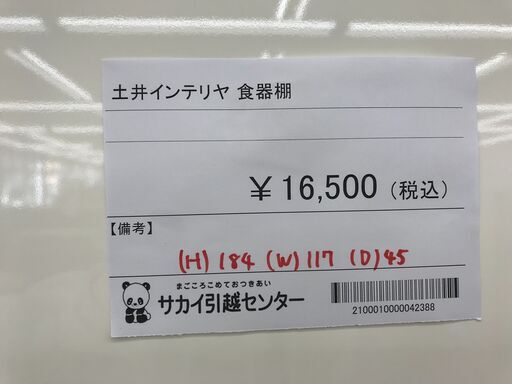 土井インテリヤ 食器棚
¥16,500（税込）
【備考】
(H)184 (W)117 (D)45
まごころこめておつきあい
サカイ引越センター
2100010000042388